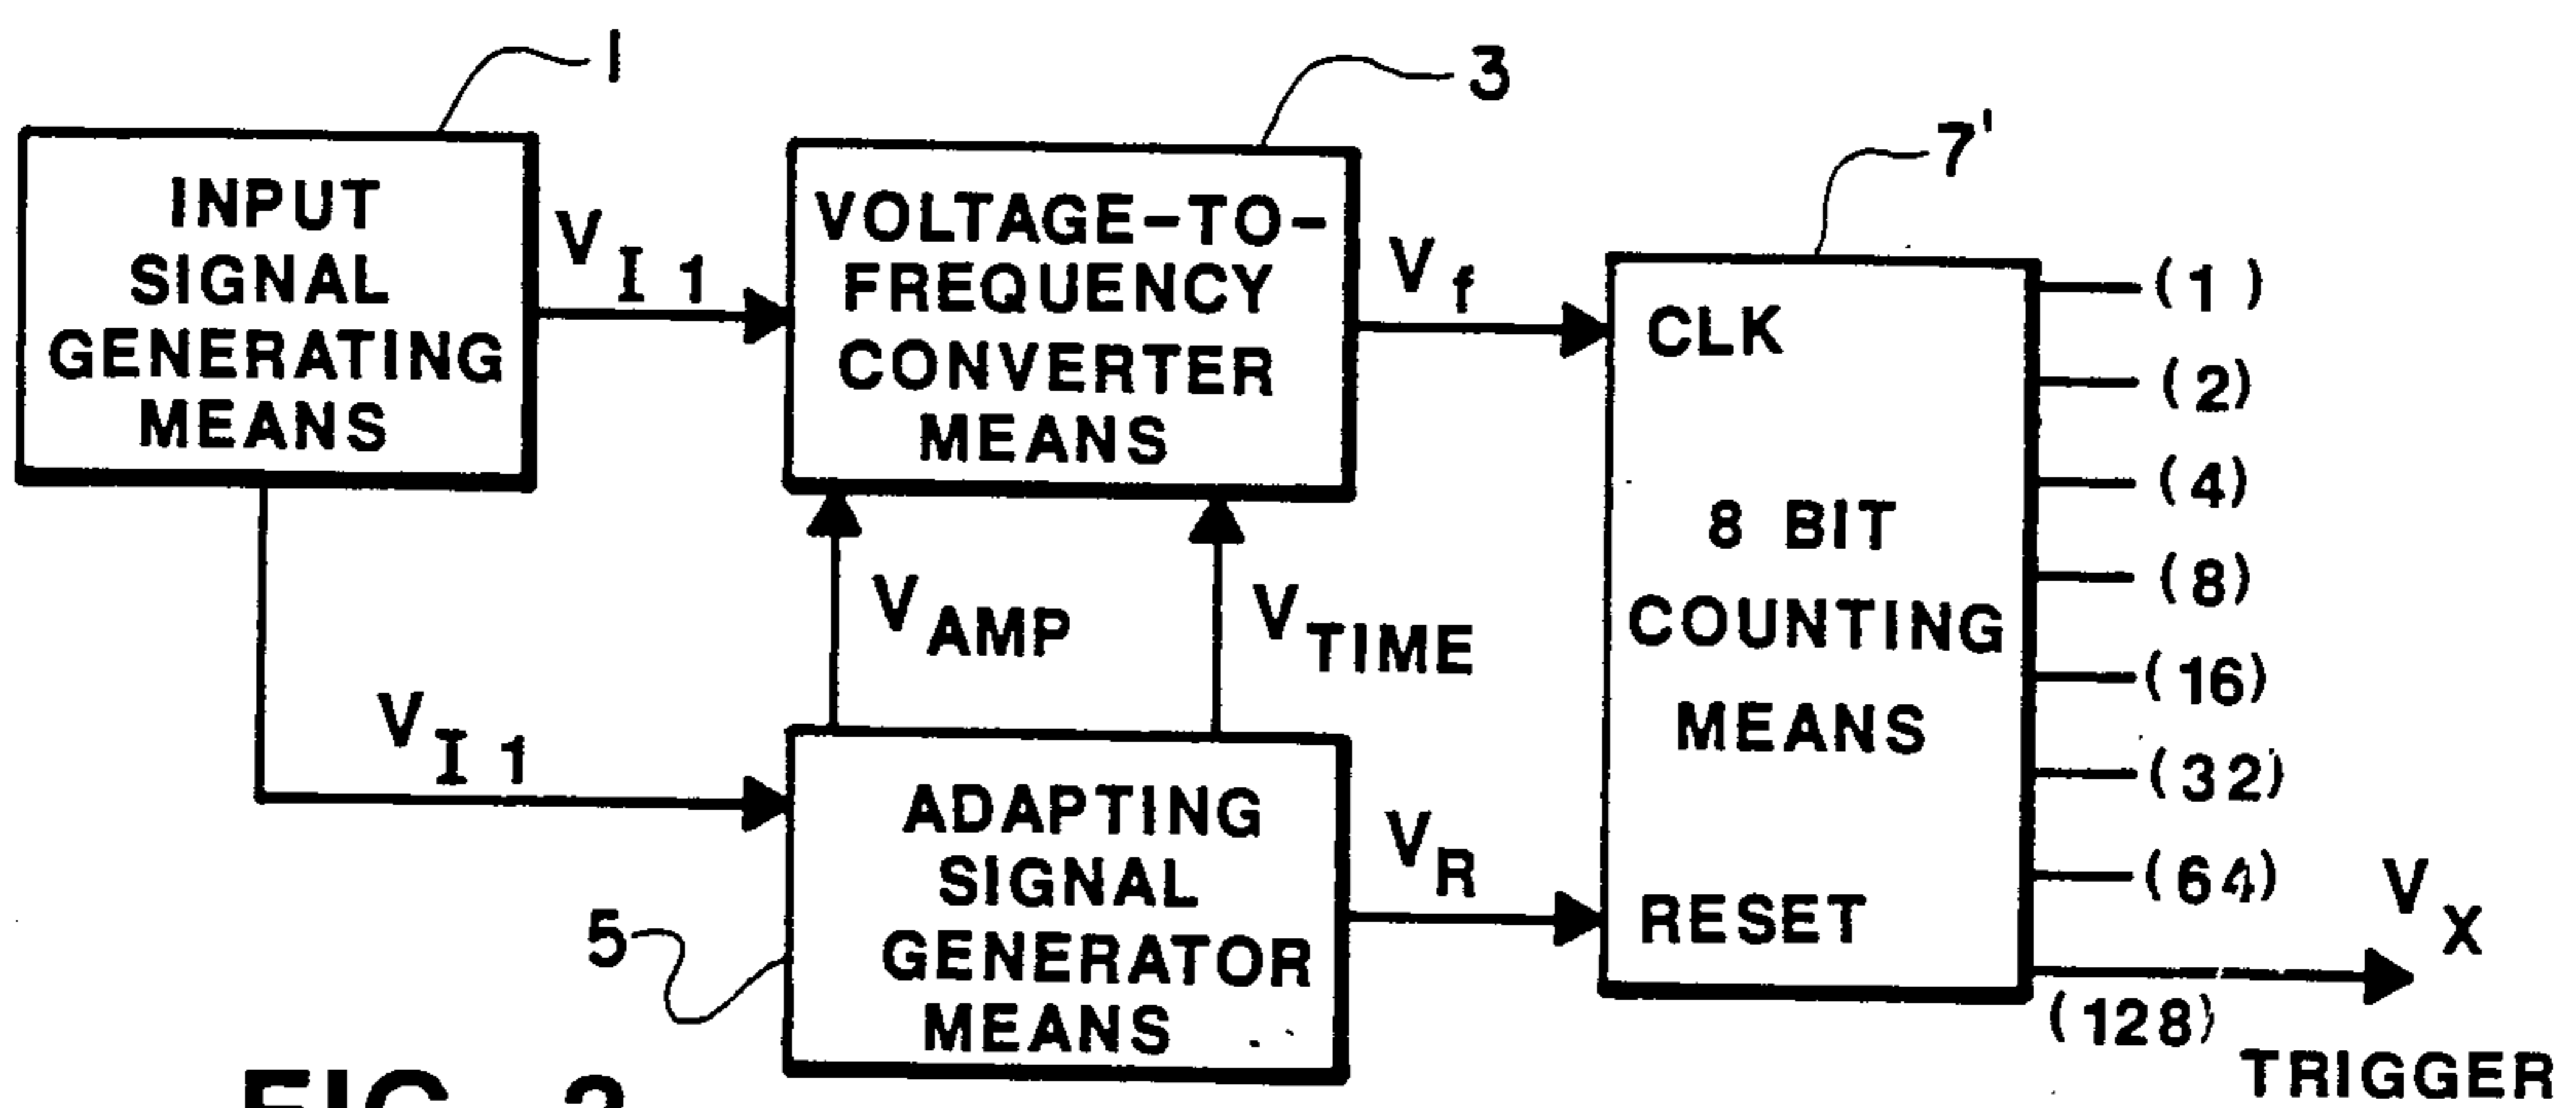 1
3
7'
INPUT
SIGNAL
GENERATING
MEANS
V I 1
VOLTAGE-TO-
FREQUENCY
CONVERTER
MEANS
V f
CLK
8 BIT
COUNTING
MEANS
RESET
(1)
(2)
(4)
(8)
(16)
(32)
(64)
(128)
V X
TRIGGER
V AMP
V TIME
V I 1
ADAPTING
SIGNAL
GENERATOR
MEANS
V R
5